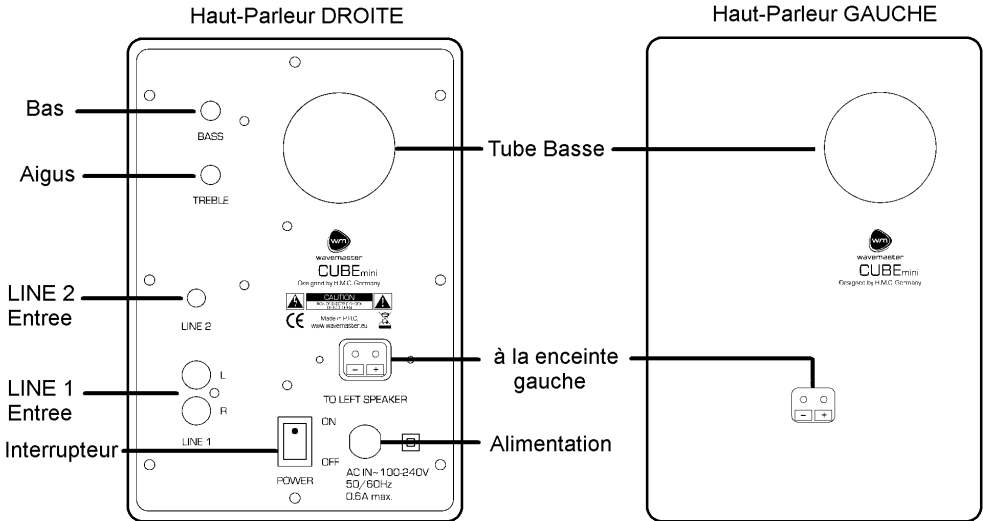 Haut-Parleur DROITE
Haut-Parleur GAUCHE
Bas
BASS
Aigus
TREBLE
Tube Basse
wm
wavemaster
CUBEmini
Designed by H.M.C. Germany
wm
wavemaster
CUBEmini
Designed by H.M.C. Germany
CAUTION
LINE 2
Entree
LINE 2
CE
Made in P.R.C.
www.wavemaster.eu
à la enceinte
gauche
- +
- +
TO LEFT SPEAKER
LINE 1
Entree
L
R
LINE 1
Interrupteur
ON
OFF
POWER
Alimentation
AC IN~100-240V
50/60Hz
0.6A max.